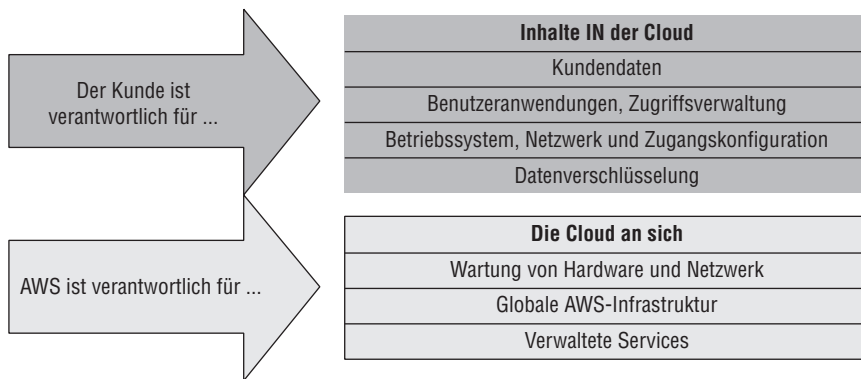 Der Kunde ist
verantwortlich für ...
Inhalte IN der Cloud
Kundendaten
Benutzeranwendungen, Zugriffsverwaltung
Betriebssystem, Netzwerk und Zugangskonfiguration
Datenverschlüsselung
AWS ist verantwortlich für ...
Die Cloud an sich
Wartung von Hardware und Netzwerk
Globale AWS-Infrastruktur
Verwaltete Services